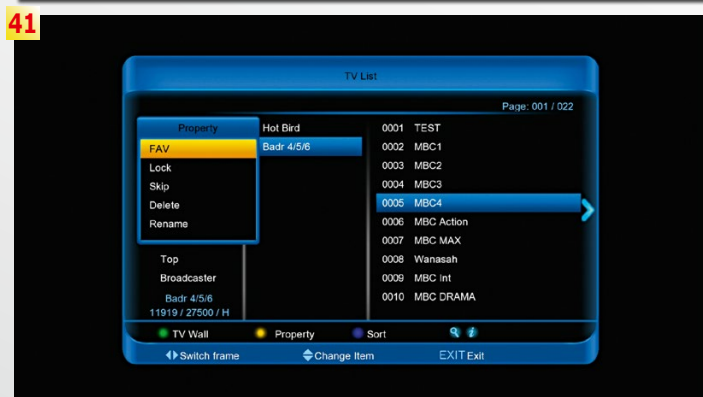 41
TV List
Page: 001 / 022
Property
FAV
Lock
Skip
Delete
Rename
Top
Broadcaster
Badr 4/5/6
11919 / 27500 / H
Hot Bird
Badr 4/5/6
0001 TEST
0002 MBC1
0003 MBC2
0004 MBC3
0005 MBC4
0006 MBC Action
0007 MBC MAX
0008 Wanasah
0009 MBC Int
0010 MBC DRAMA
TV Wall Property Sort
Switch frame Change Item EXIT Exit